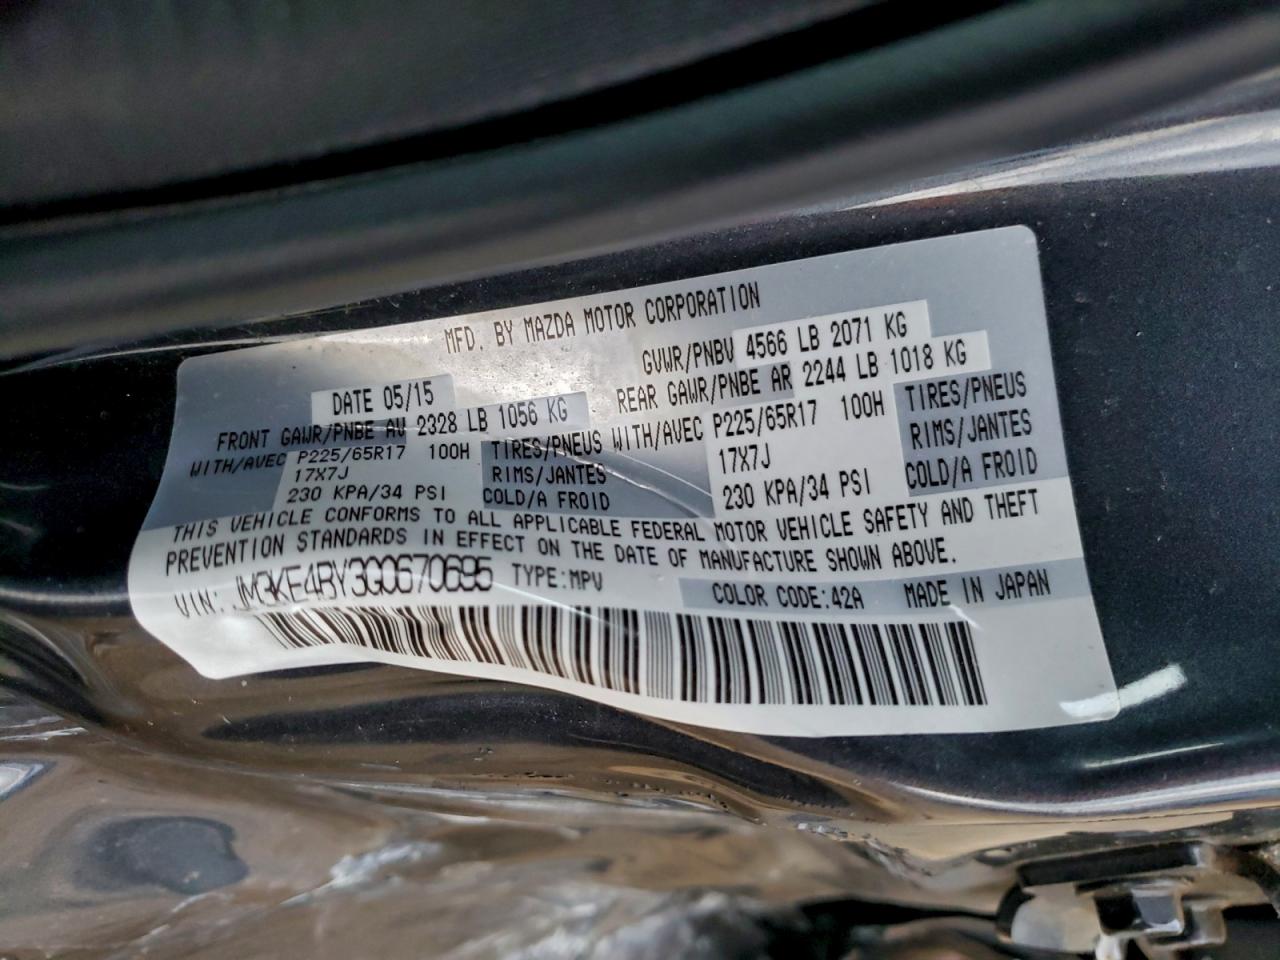 MFD. BY MAZDA MOTOR CORPORATION
DATE 05/15 GVWR/PNBV 4566 LB 2071 KG
FRONT GAWR/PNBE AV 2328 LB 1056 KG REAR GAWR/PNBE AR 2244 LB 1018 KG
WITH/AVEC P225/65R17 100H TIRES/PNEUS WITH/AVEC P225/65R17 100H TIRES/PNEUS
17X7J RIMS/JANTES 17X7J RIMS/JANTES
230 KPA/34 PSI COLD/A FROID 230 KPA/34 PSI COLD/A FROID
THIS VEHICLE CONFORMS TO ALL APPLICABLE FEDERAL MOTOR VEHICLE SAFETY AND THEFT
PREVENTION STANDARDS IN EFFECT ON THE DATE OF MANUFACTURE SHOWN ABOVE.
VIN: JM3KE4BY3G0670695 TYPE:MPV COLOR CODE:42A MADE IN JAPAN